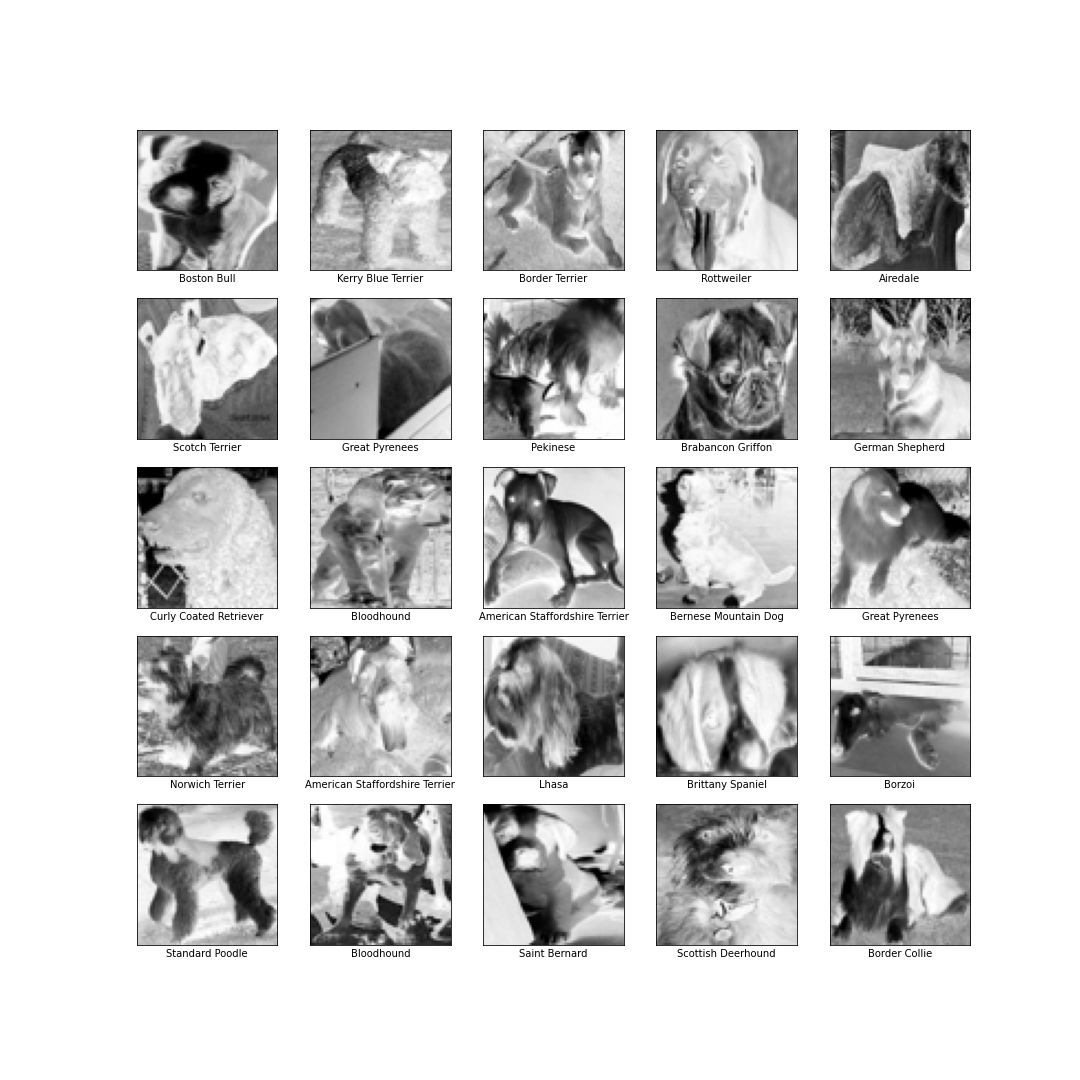 Boston Bull
Kerry Blue Terrier
Border Terrier
Rottweiler
Airedale
Scotch Terrier
Great Pyrenees
Pekinese
Brabancon Griffon
German Shepherd
Curly Coated Retriever
Bloodhound
American Staffordshire Terrier
Bernese Mountain Dog
Great Pyrenees
Norwich Terrier
American Staffordshire Terrier
Lhasa
Brittany Spaniel
Borzoi
Standard Poodle
Bloodhound
Saint Bernard
Scottish Deerhound
Border Collie